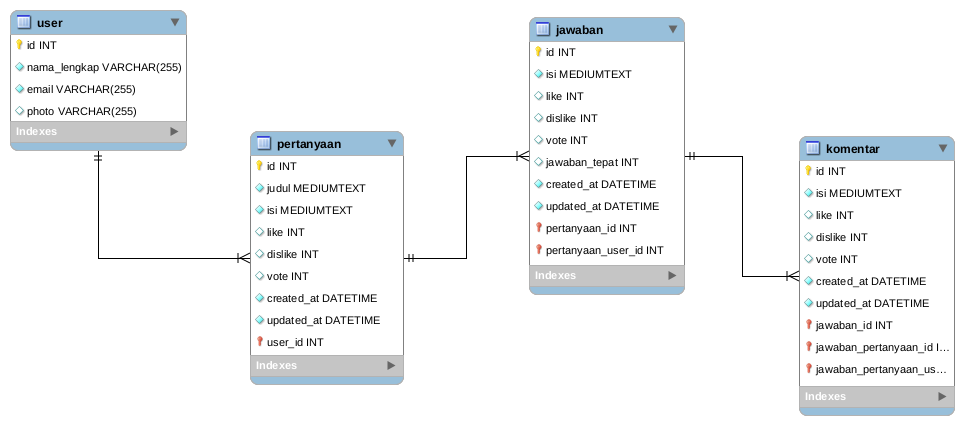 user
id INT
nama_lengkap VARCHAR(255)
email VARCHAR(255)
photo VARCHAR(255)
Indexes
pertanyaan
id INT
judul MEDIUMTEXT
isi MEDIUMTEXT
like INT
dislike INT
vote INT
created_at DATETIME
updated_at DATETIME
user_id INT
Indexes
jawaban
id INT
isi MEDIUMTEXT
like INT
dislike INT
vote INT
jawaban_tepat INT
created_at DATETIME
updated_at DATETIME
pertanyaan_id INT
pertanyaan_user_id INT
Indexes
komentar
id INT
isi MEDIUMTEXT
like INT
dislike INT
vote INT
created_at DATETIME
updated_at DATETIME
jawaban_id INT
jawaban_pertanyaan_id I...
jawaban_pertanyaan_us...
Indexes